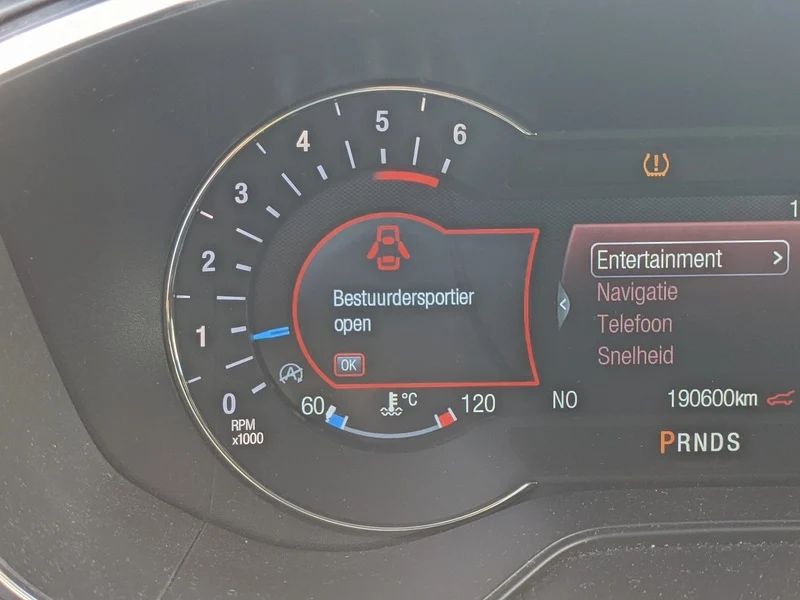 6
5
4
3
2
1
0
RPM
x1000
Bestuurdersportier
open
OK
60
°C
120
1
Entertainment >
Navigatie
Telefoon
Snelheid
NO
190600km
PRNDS